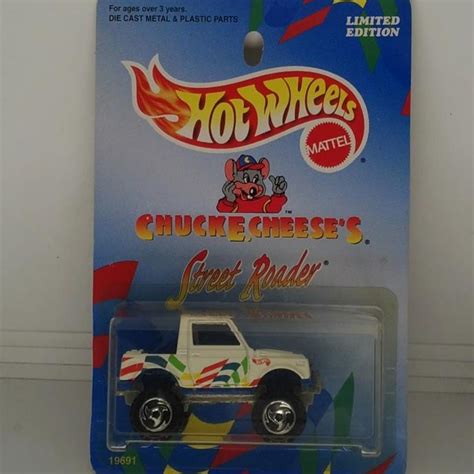 For ages over 3 years.
DIE CAST METAL & PLASTIC PARTS
LIMITED
EDITION
HOT WHEELS
MATTEL
CHUCK E. CHEESE'S™
Street Roader®
19691